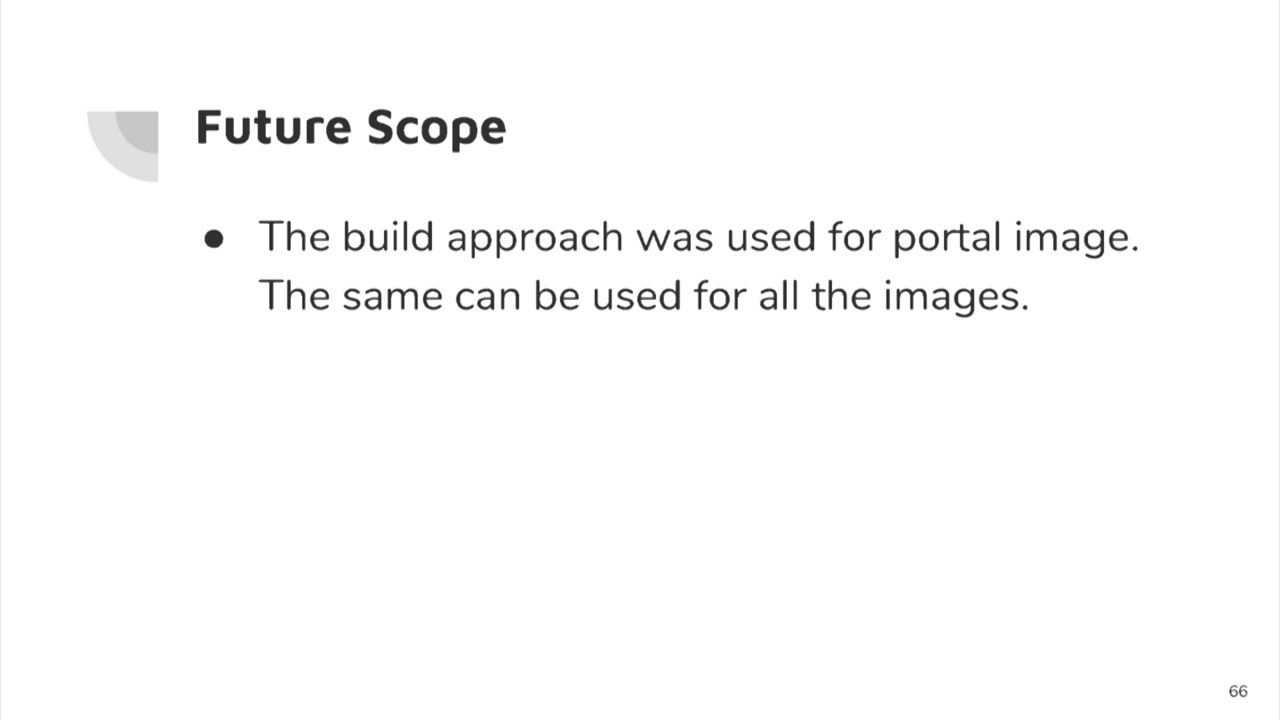 Future Scope
● The build approach was used for portal image.
The same can be used for all the images.
66